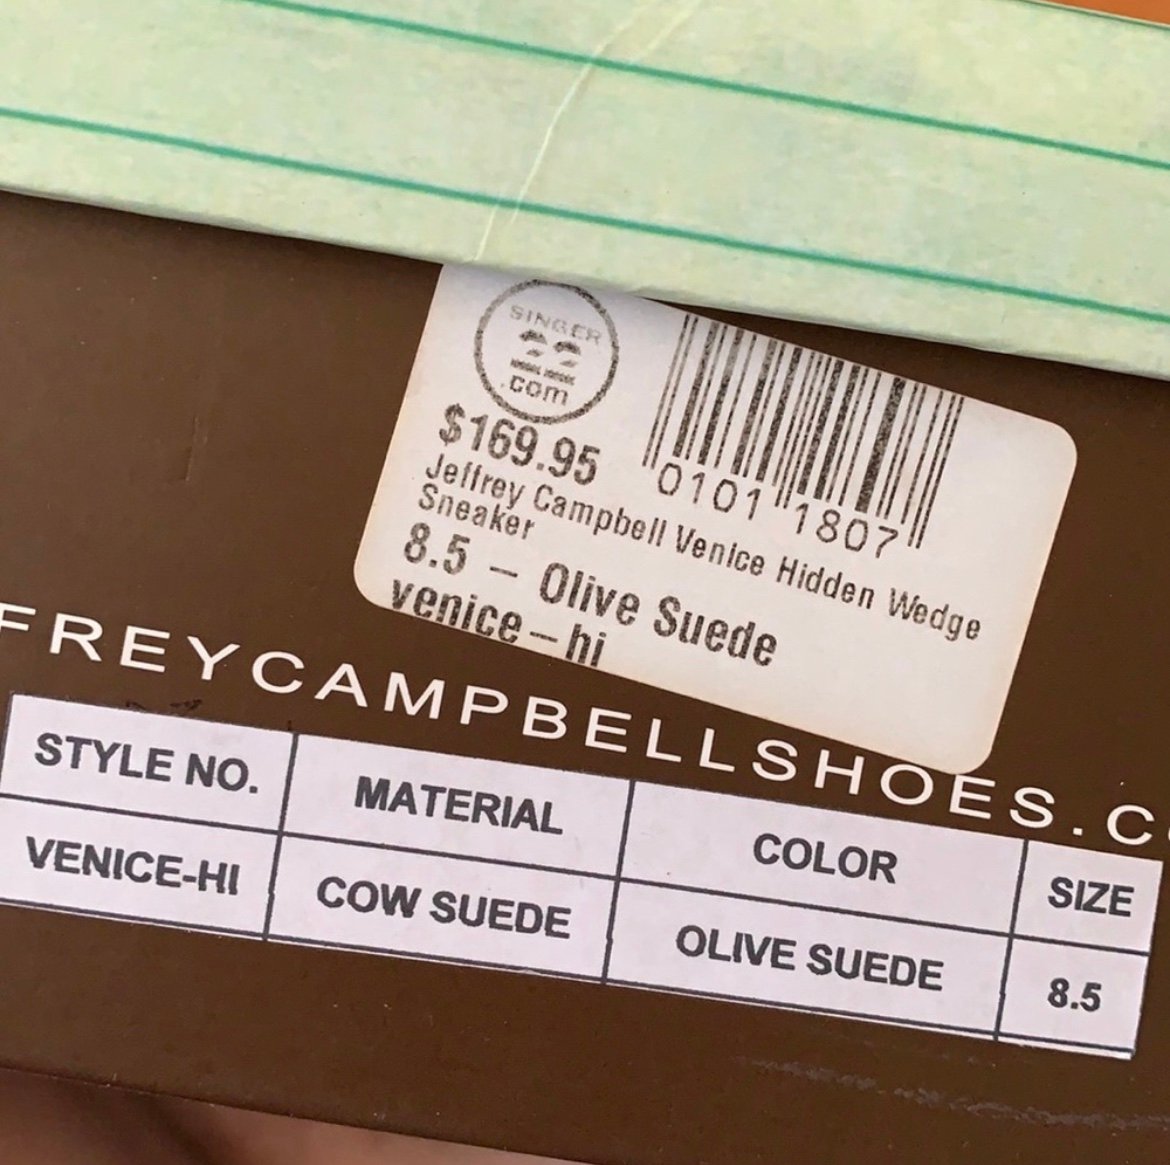 SINGER
22
.com
$169.95
0101 1807
Jeffrey Campbell Venice Hidden Wedge
Sneaker
8.5 - Olive Suede
venice-hi
FREYCAMPBELLSHOES.C
STYLE NO. MATERIAL COLOR SIZE
VENICE-HI COW SUEDE OLIVE SUEDE 8.5